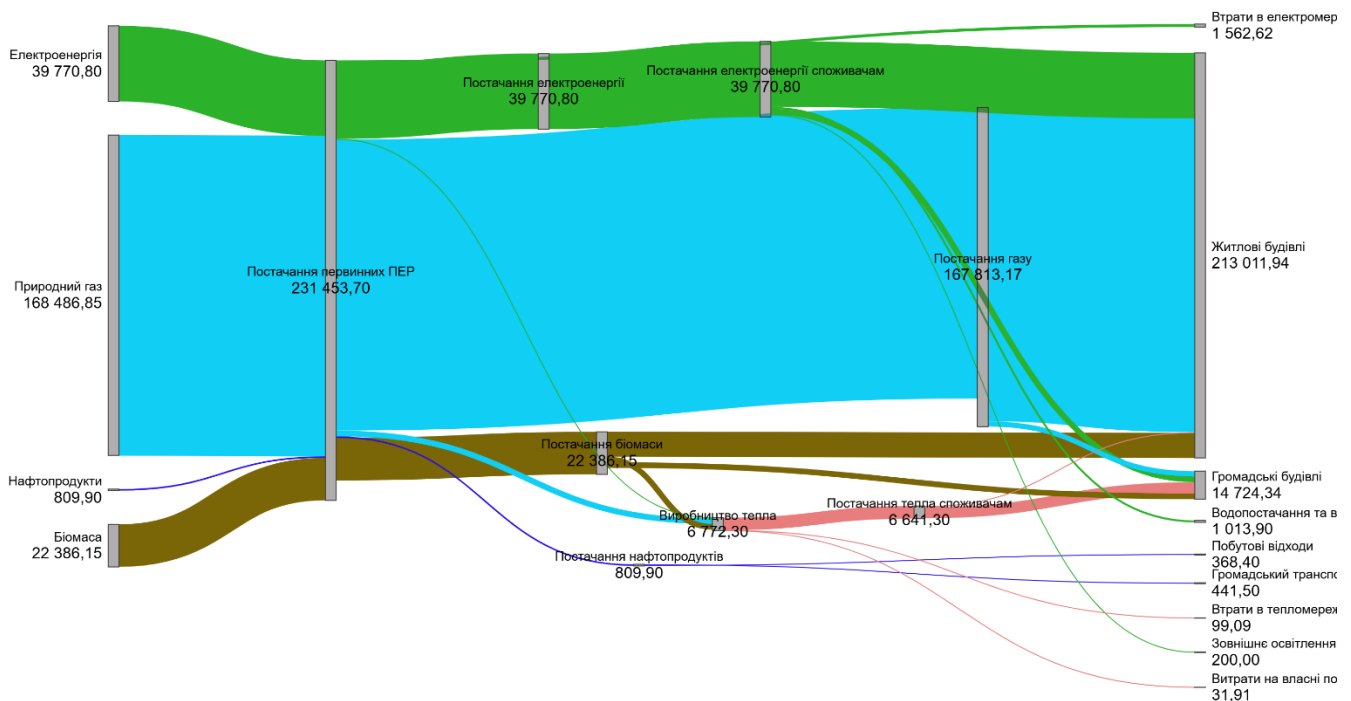 Електроенергія
39 770,80
Природний газ
168 486,85
Нафтопродукти
809,90
Біомаса
22 386,15
Постачання первинних ПЕР
231 453,70
Постачання електроенергії
39 770,80
Постачання біомаси
22 386,15
Постачання нафтопродуктів
809,90
Виробництво тепла
6 772,30
Постачання електроенергії споживачам
39 770,80
Постачання тепла споживачам
6 641,30
Постачання газу
167 813,17
Втрати в електромер
1 562,62
Житлові будівлі
213 011,94
Громадські будівлі
14 724,34
Водопостачання та в
1 013,90
Побутові відходи
368,40
Громадський транспо
441,50
Втрати в тепломереж
99,09
Зовнішнє освітлення
200,00
Витрати на власні по
31,91